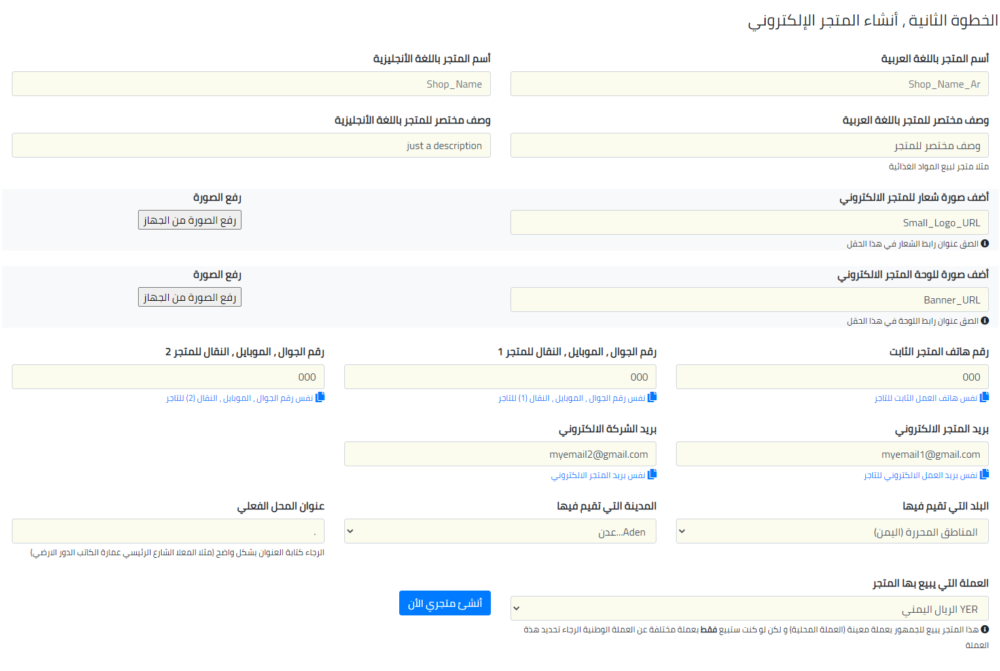 الخطوة الثانية , أنشاء المتجر الإلكتروني
أسم المتجر باللغة العربية
أسم المتجر باللغة الأنجليزية
Shop_Name_Ar
Shop_Name
وصف مختصر للمتجر باللغة العربية
وصف مختصر للمتجر باللغة الأنجليزية
وصف مختصر للمتجر
just a description
مثلا متجر لبيع المواد الغذائية
أضف صورة شعار للمتجر الالكتروني
رفع الصورة
Small_Logo_URL
رفع الصورة من الجهاز
الصق عنوان رابط الشعار في هذا الحقل
أضف صورة للوحة المتجر الالكتروني
رفع الصورة
Banner_URL
رفع الصورة من الجهاز
الصق عنوان رابط اللوحة في هذا الحقل
رقم هاتف المتجر الثابت
رقم الجوال , الموبايل , النقال للمتجر 1
رقم الجوال , الموبايل , النقال للمتجر 2
000
000
000
نفس هاتف العمل الثابت للتاجر
نفس رقم الجوال , الموبايل , النقال (1) للتاجر
نفس رقم الجوال , الموبايل , النقال (2) للتاجر
بريد المتجر الالكتروني
بريد الشركة الالكتروني
myemail1@gmail.com
myemail2@gmail.com
نفس بريد العمل الالكتروني للتاجر
نفس بريد المتجر الالكتروني
البلد التي تقيم فيها
المدينة التي تقيم فيها
عنوان المحل الفعلي
المناطق المحررة (اليمن)
Aden...عدن
.
الرجاء كتابة العنوان بشكل واضح (مثلا المعلا الشارع الرئيسي عمارة الكاتب الدور الارضي)
العملة التي يبيع بها المتجر
YER الريال اليمني
أنشئ متجري الأن
هذا المتجر يبيع للجمهور بعملة معينة (العملة المحلية) و لكن لو كنت ستبيع فقط بعملة مختلفة عن العملة الوطنية الرجاء تحديد هذة
العملة